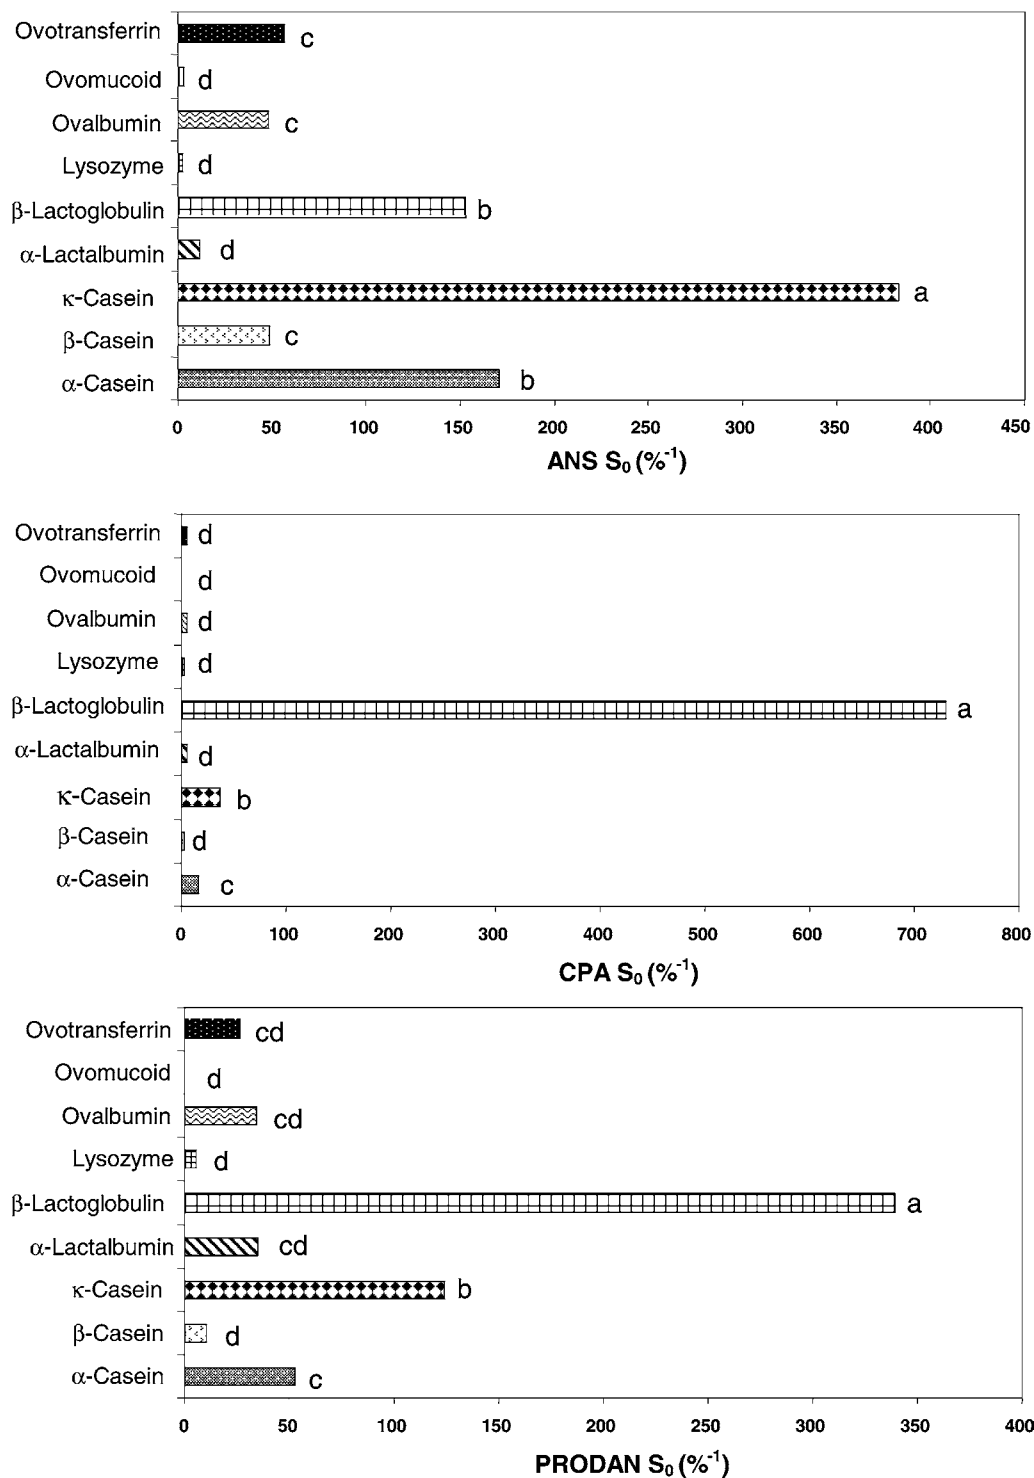 Ovotransferrin c
Ovomucoid d
Ovalbumin c
Lysozyme d
β-Lactoglobulin b
α-Lactalbumin d
κ-Casein a
β-Casein c
α-Casein b
0 50 100 150 200 250 300 350 400 450
ANS S₀ (%⁻¹)
Ovotransferrin d
Ovomucoid d
Ovalbumin d
Lysozyme d
β-Lactoglobulin a
α-Lactalbumin d
κ-Casein b
β-Casein d
α-Casein c
0 100 200 300 400 500 600 700 800
CPA S₀ (%⁻¹)
Ovotransferrin cd
Ovomucoid d
Ovalbumin cd
Lysozyme d
β-Lactoglobulin a
α-Lactalbumin cd
κ-Casein b
β-Casein d
α-Casein c
0 50 100 150 200 250 300 350 400
PRODAN S₀ (%⁻¹)